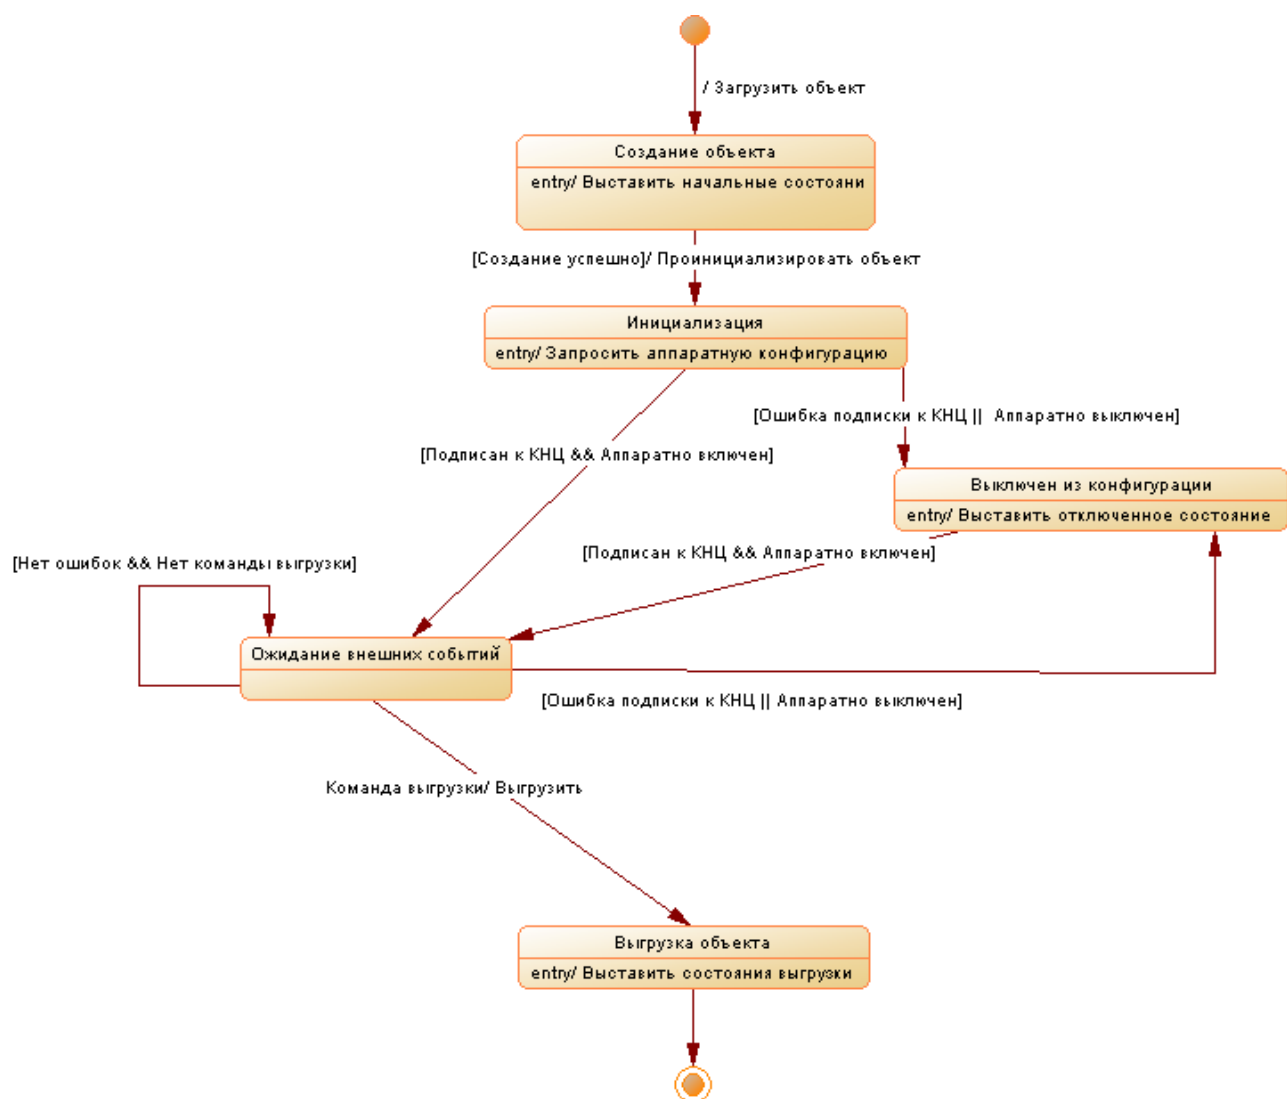 / Загрузить объект
Создание объекта
entry/ Выставить начальные состояни
[Создание успешно]/ Проинициализировать объект
Инициализация
entry/ Запросить аппаратную конфигурацию
[Ошибка подписки к КНЦ || Аппаратно выключен]
[Подписан к КНЦ && Аппаратно включен]
Выключен из конфигурации
entry/ Выставить отключенное состояние
[Подписан к КНЦ && Аппаратно включен]
[Нет ошибок && Нет команды выгрузки]
Ожидание внешних событий
[Ошибка подписки к КНЦ || Аппаратно выключен]
Команда выгрузки/ Выгрузить
Выгрузка объекта
entry/ Выставить состояния выгрузки